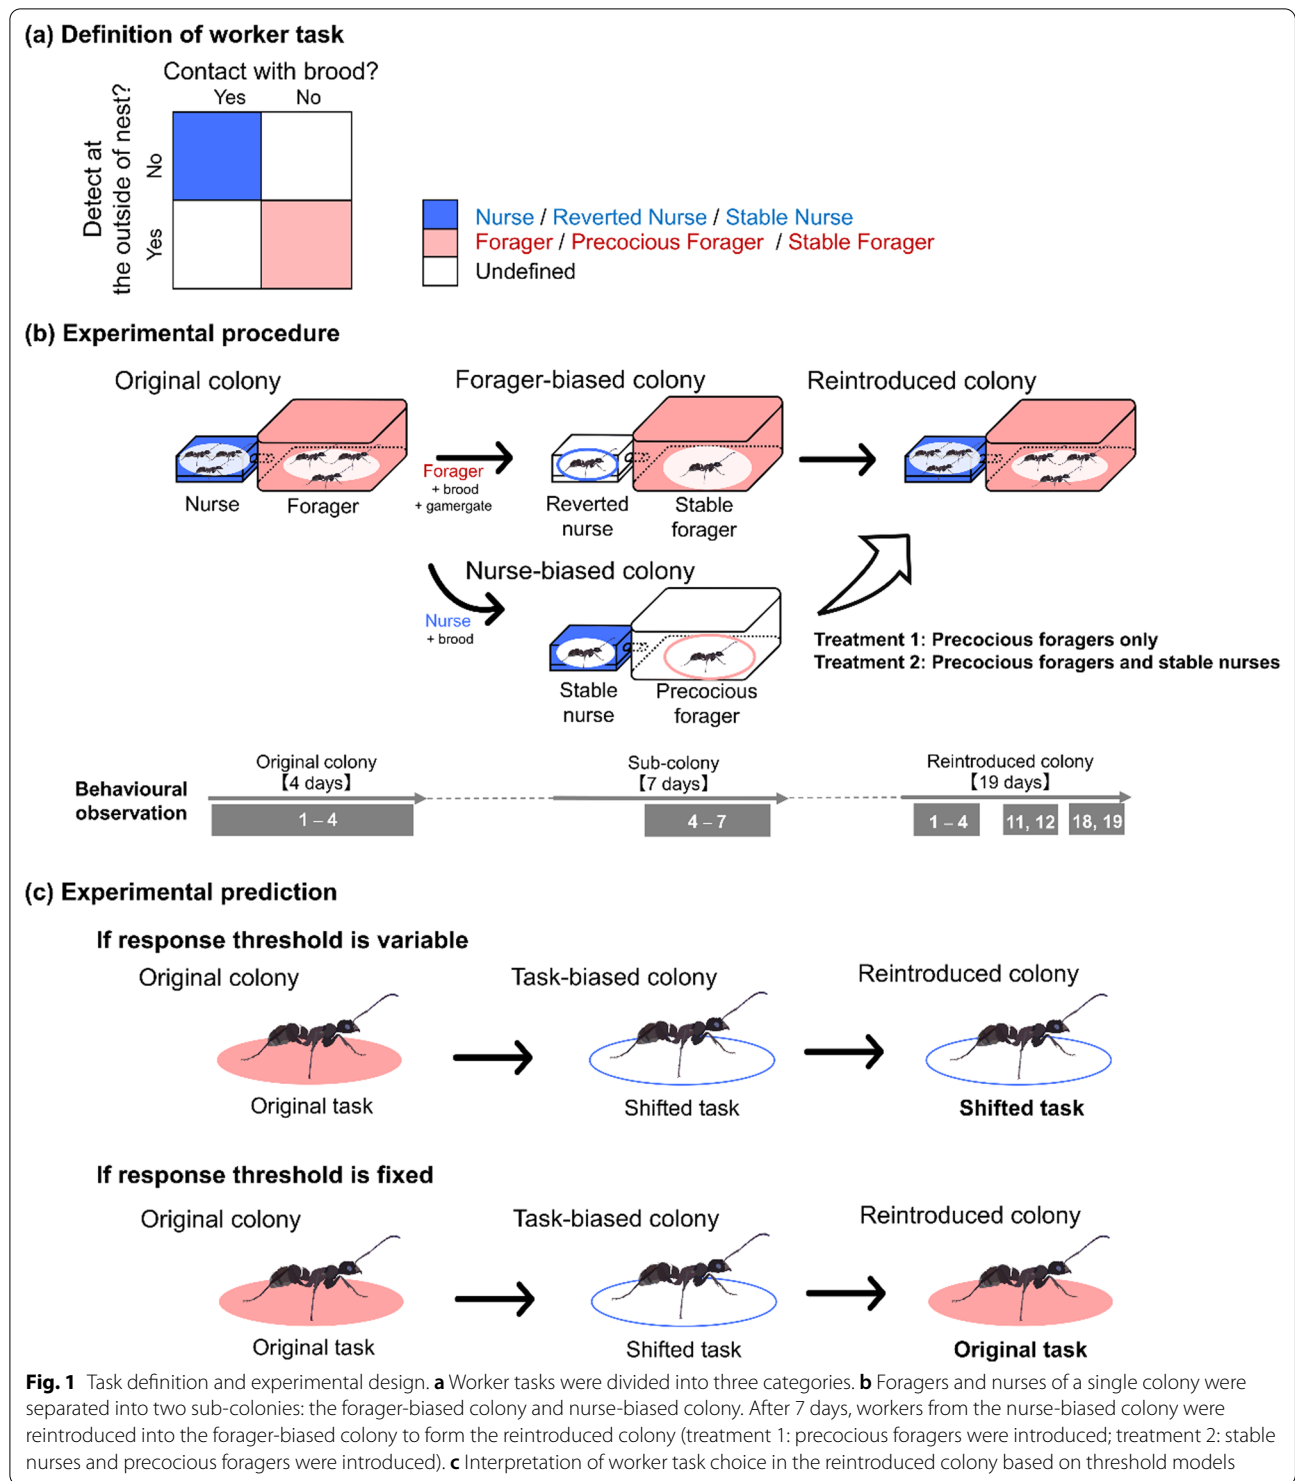 (a) Definition of worker task
Contact with brood?
Yes No
Detect at
the outside of nest?
No
Yes
Nurse / Reverted Nurse / Stable Nurse
Forager / Precocious Forager / Stable Forager
Undefined
(b) Experimental procedure
Original colony
Forager-biased colony
Reintroduced colony
Forager
+ brood
+ gamergate
Nurse
Forager
Reverted
nurse
Stable
forager
Nurse-biased colony
Nurse
+ brood
Stable
nurse
Precocious
forager
Treatment 1: Precocious foragers only
Treatment 2: Precocious foragers and stable nurses
Behavioural
observation
Original colony
【4 days】
1 – 4
Sub-colony
【7 days】
4 – 7
Reintroduced colony
【19 days】
1 – 4
11, 12
18, 19
(c) Experimental prediction
If response threshold is variable
Original colony
Task-biased colony
Reintroduced colony
Original task
Shifted task
Shifted task
If response threshold is fixed
Original colony
Task-biased colony
Reintroduced colony
Original task
Shifted task
Original task
Fig. 1 Task definition and experimental design. a Worker tasks were divided into three categories. b Foragers and nurses of a single colony were
separated into two sub-colonies: the forager-biased colony and nurse-biased colony. After 7 days, workers from the nurse-biased colony were
reintroduced into the forager-biased colony to form the reintroduced colony (treatment 1: precocious foragers were introduced; treatment 2: stable
nurses and precocious foragers were introduced). c Interpretation of worker task choice in the reintroduced colony based on threshold models